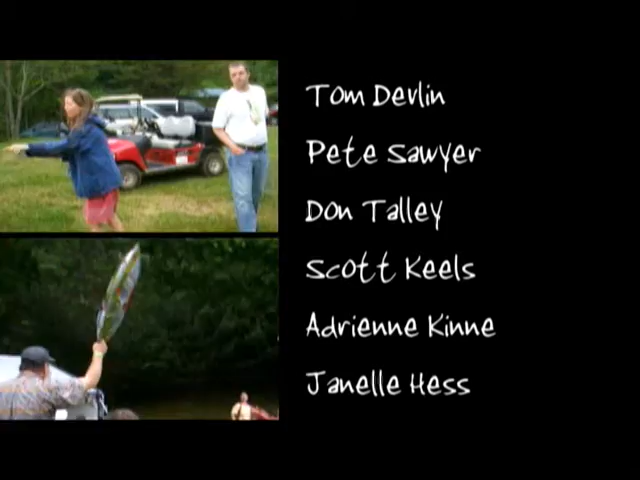 Tom Devlin
Pete Sawyer
Don Talley
Scott Keels
Adrienne Kinne
Janelle Hess